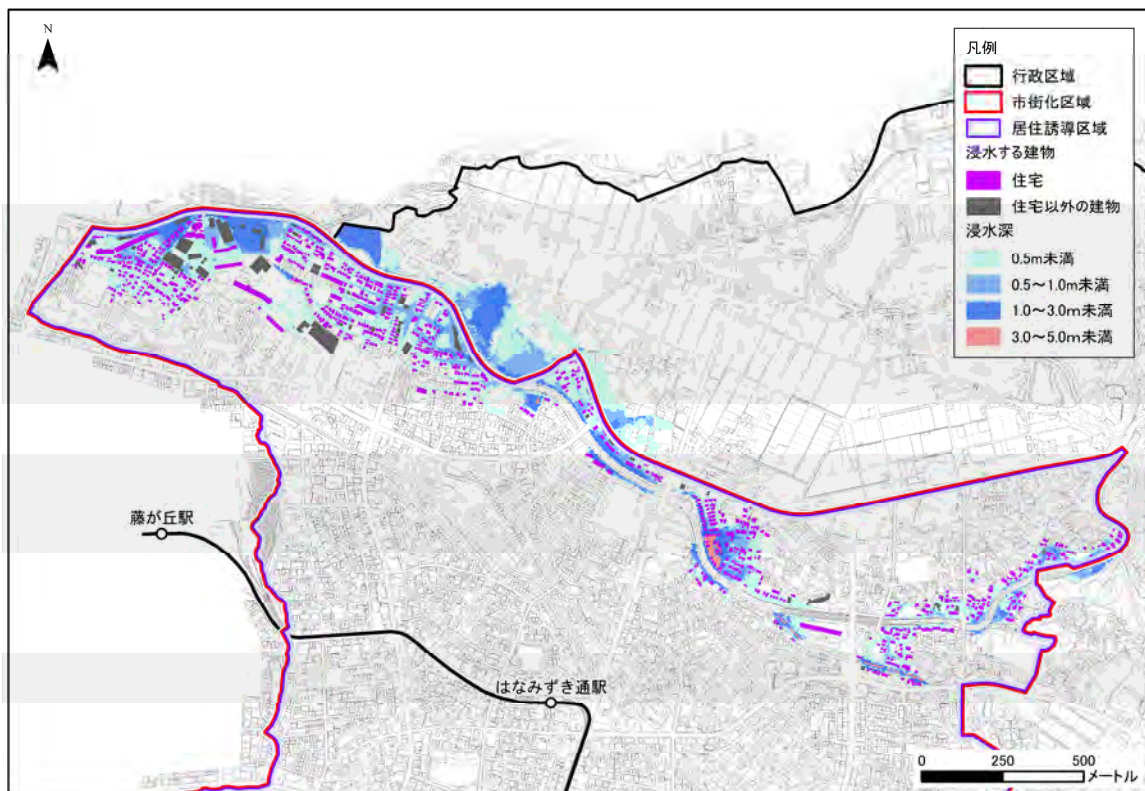 N
凡例
行政区域
市街化区域
居住誘導区域
浸水する建物
住宅
住宅以外の建物
浸水深
0.5m未満
0.5～1.0m未満
1.0～3.0m未満
3.0～5.0m未満
藤が丘駅
はなみずき通駅
0 250 500
メートル